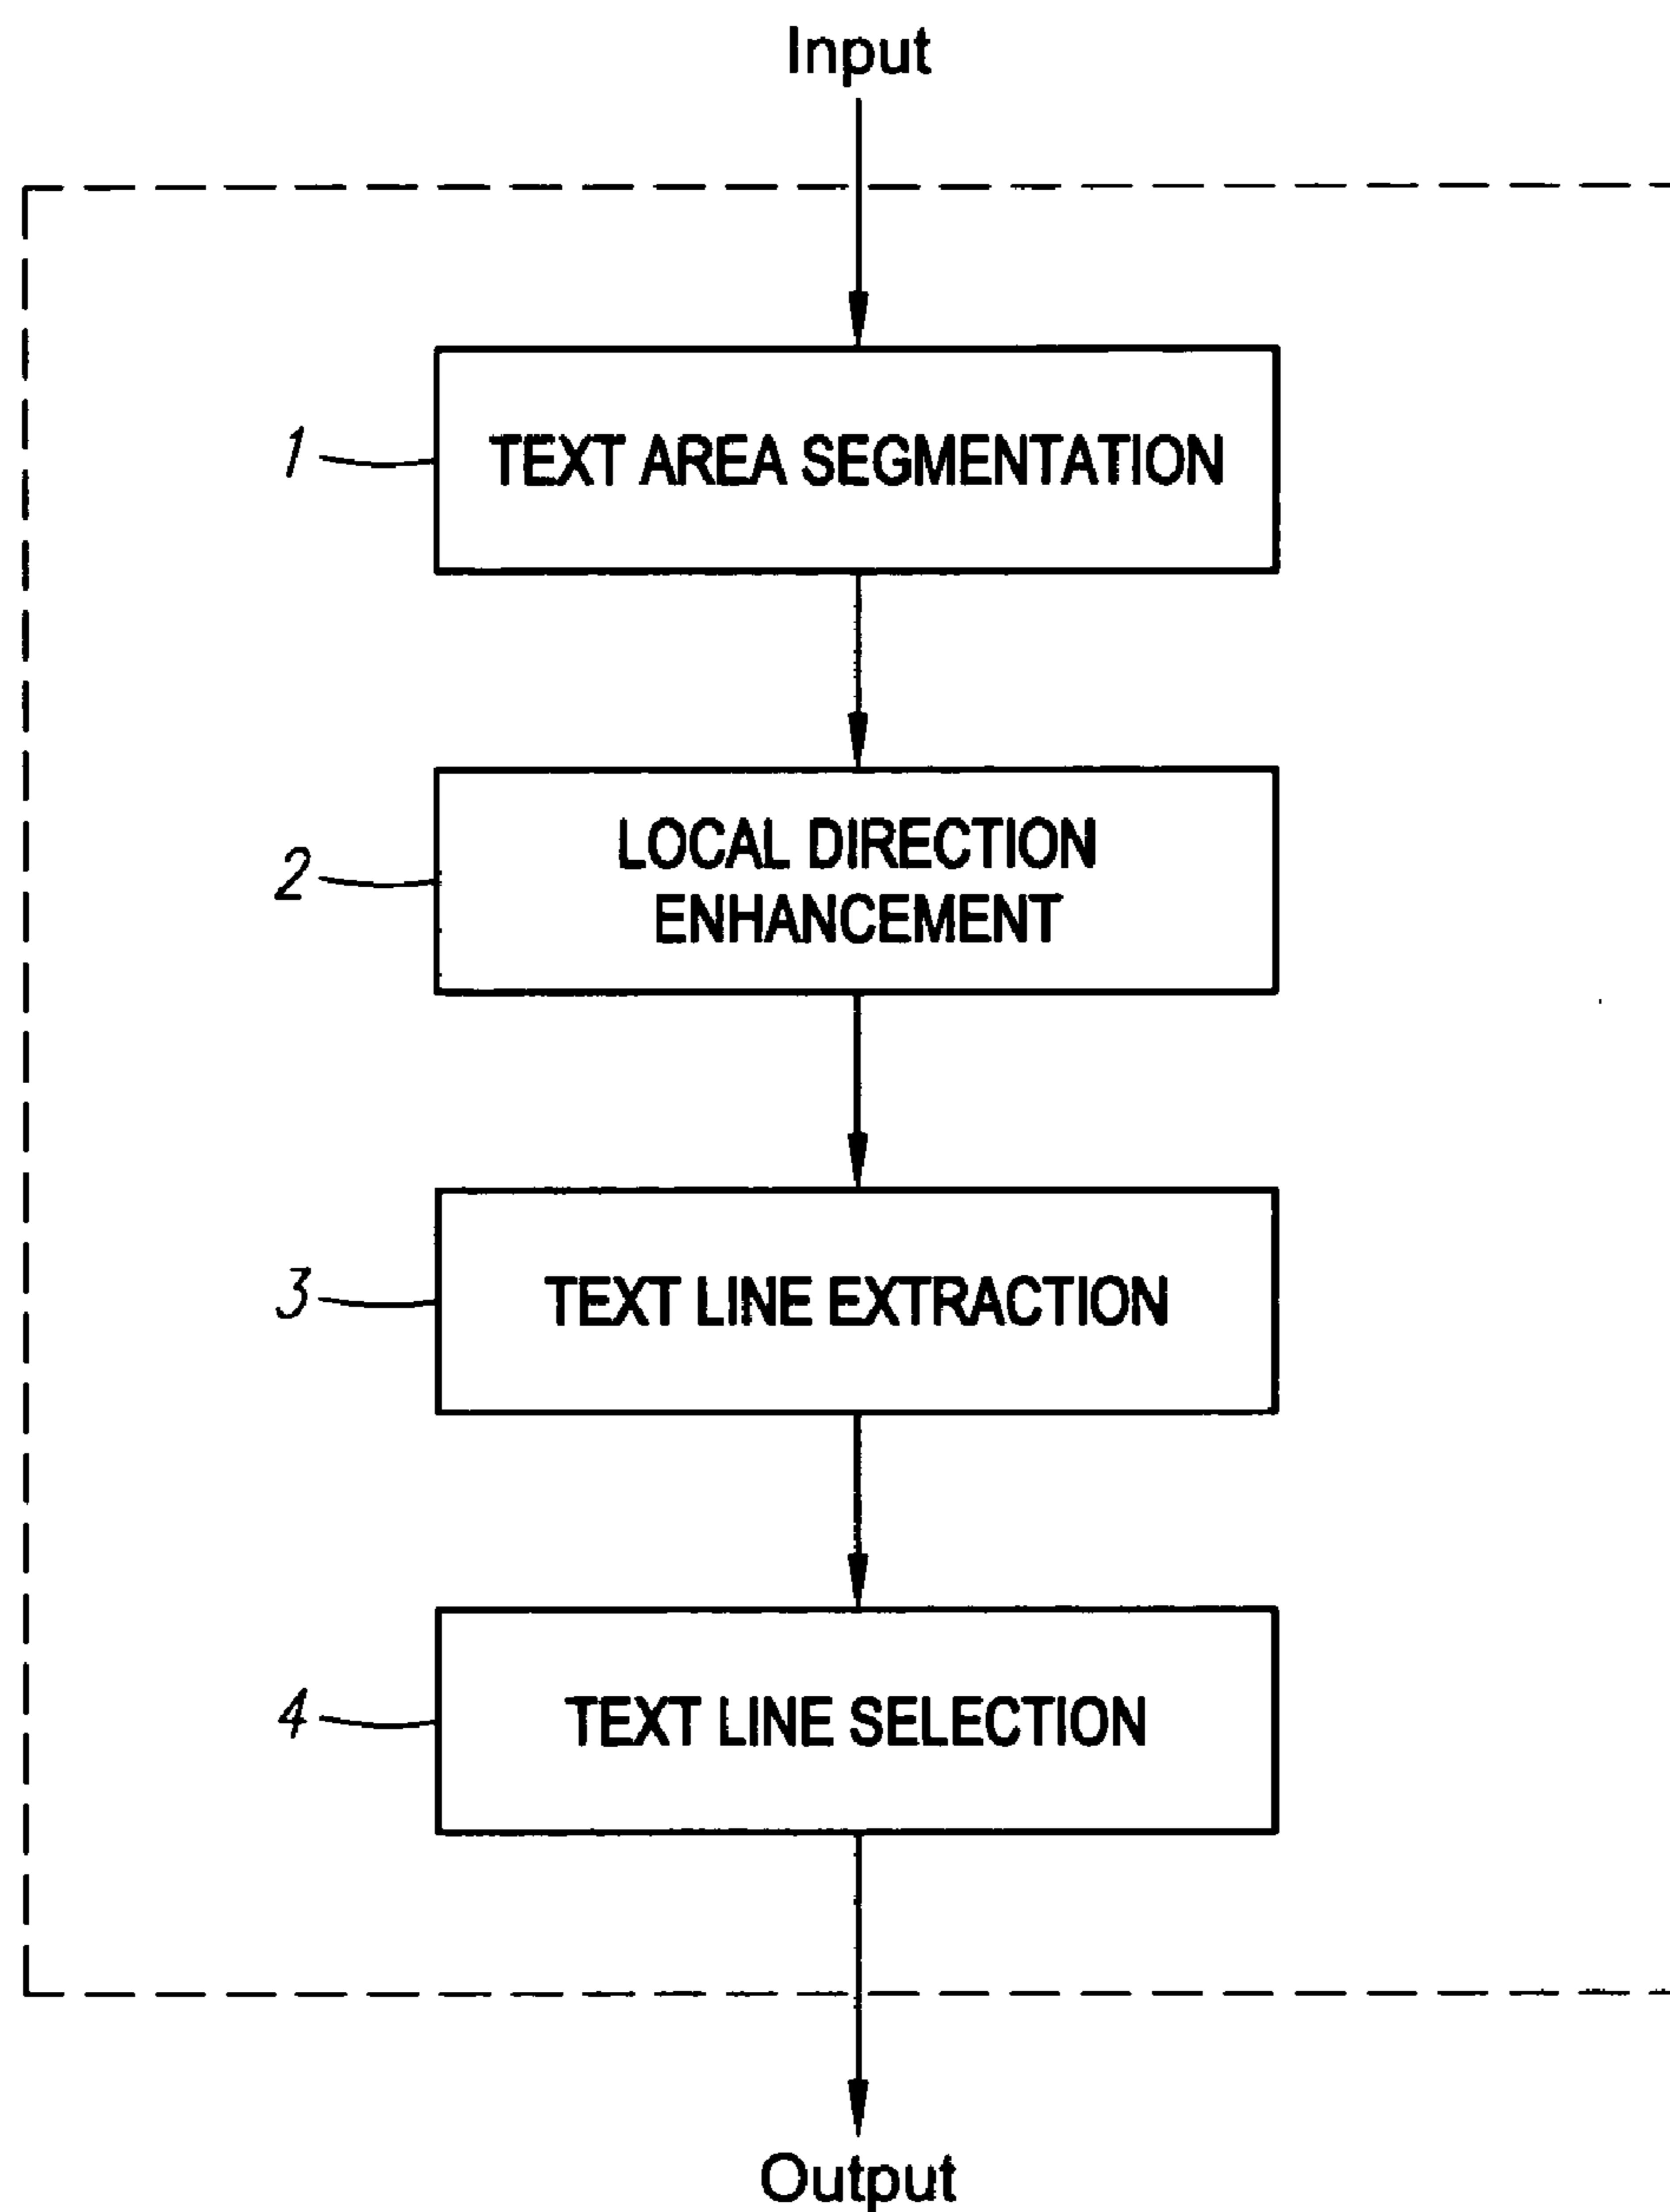 Input
1
TEXT AREA SEGMENTATION
2
LOCAL DIRECTION
ENHANCEMENT
3
TEXT LINE EXTRACTION
4
TEXT LINE SELECTION
Output